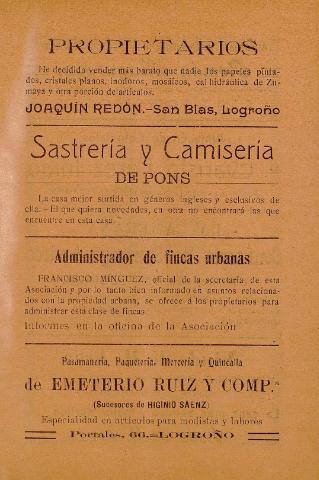 PROPIETARIOS
He decidido vender más barato que nadie los papeles pinta-
dos, cristales planos, inodoros, mosáicos, cal hidráulica de Zu-
maya y otra porción de artículos.
JOAQUÍN REDÓN.—San Blas, Logroño
Sastrería y Camisería
DE PONS
La casa mejor surtida en géneros ingleses y esclusivos de
ella.—El que quiera novedades, en otra no encontrará las que
encuentre en esta casa.
Administrador de fincas urbanas
FRANCISCO MÍNGUEZ, oficial de la secretaría de esta
Asociación y por lo tanto bien informado en asuntos relaciona-
dos con la propiedad urbana, se ofrece á los propietarios para
administrar esta clase de fincas
Informes en la oficina de la Asociación
Pasamanería, Paquetería, Mercería y Quincalla
de EMETERIO RUIZ Y COMP.ª
(Sucesores de HIGINIO SÁENZ)
Especialidad en artículos para modistas y labores
Portales, 66.=LOGROÑO